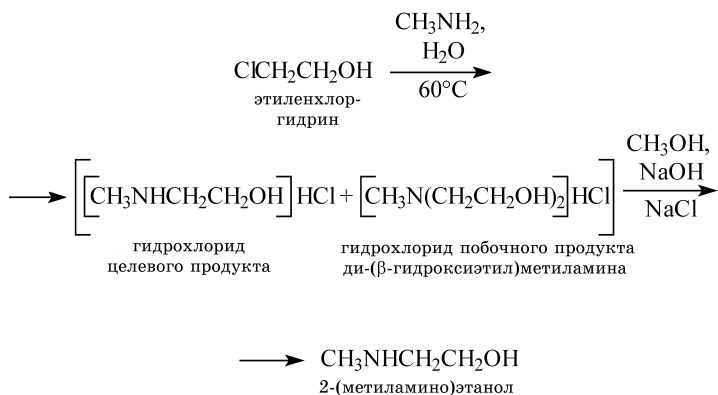 CH₃NH₂,
H₂O
ClCH₂CH₂OH
60°C
этиленхлор-
гидрин
CH₃OH,
NaOH
[[CH₃NHCH₂CH₂OH]HCl + [CH₃N(CH₂CH₂OH)₂]HCl]
NaCl
гидрохлорид
целевого продукта
гидрохлорид побочного продукта
ди-(β-гидроксиэтил)метиламина
CH₃NHCH₂CH₂OH
2-(метиламино)этанол